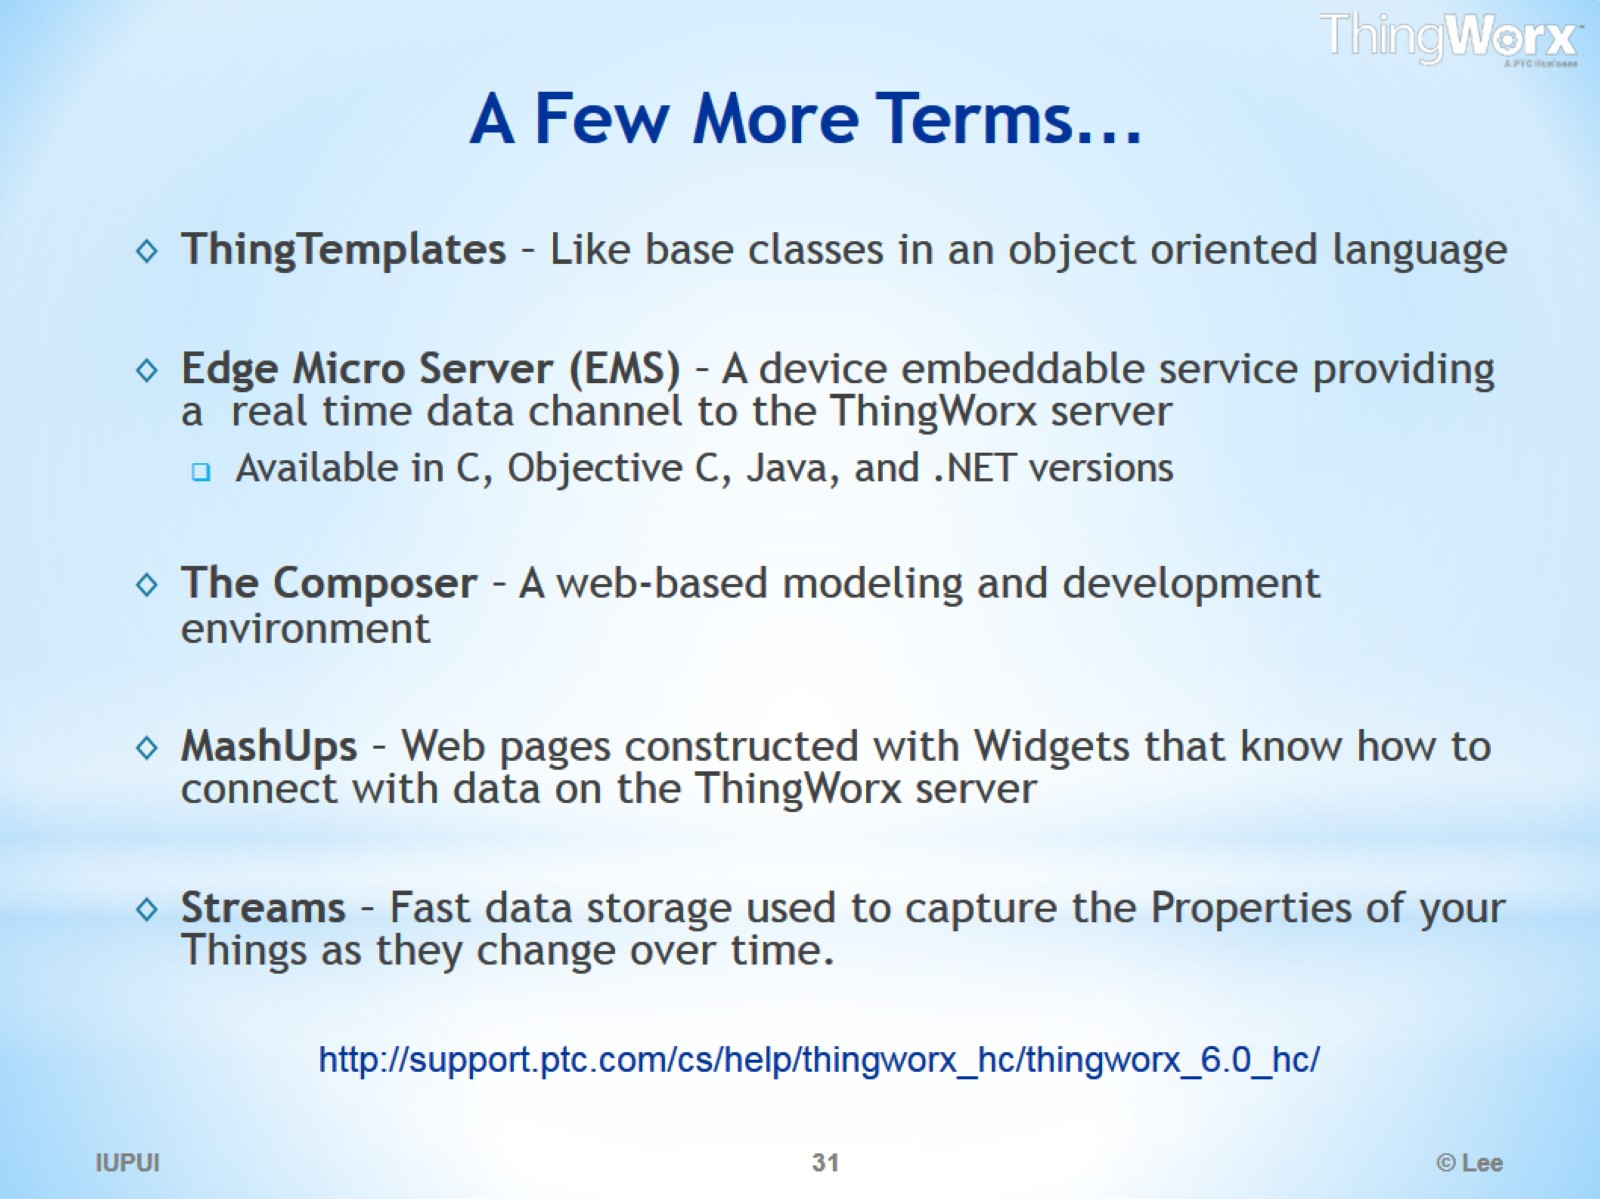 ThingWorx™
A PTC Business
A Few More Terms...
◇ ThingTemplates – Like base classes in an object oriented language
◇ Edge Micro Server (EMS) – A device embeddable service providing
a  real time data channel to the ThingWorx server
❑ Available in C, Objective C, Java, and .NET versions
◇ The Composer – A web-based modeling and development
environment
◇ MashUps – Web pages constructed with Widgets that know how to
connect with data on the ThingWorx server
◇ Streams – Fast data storage used to capture the Properties of your
Things as they change over time.
http://support.ptc.com/cs/help/thingworx_hc/thingworx_6.0_hc/
IUPUI
31
© Lee